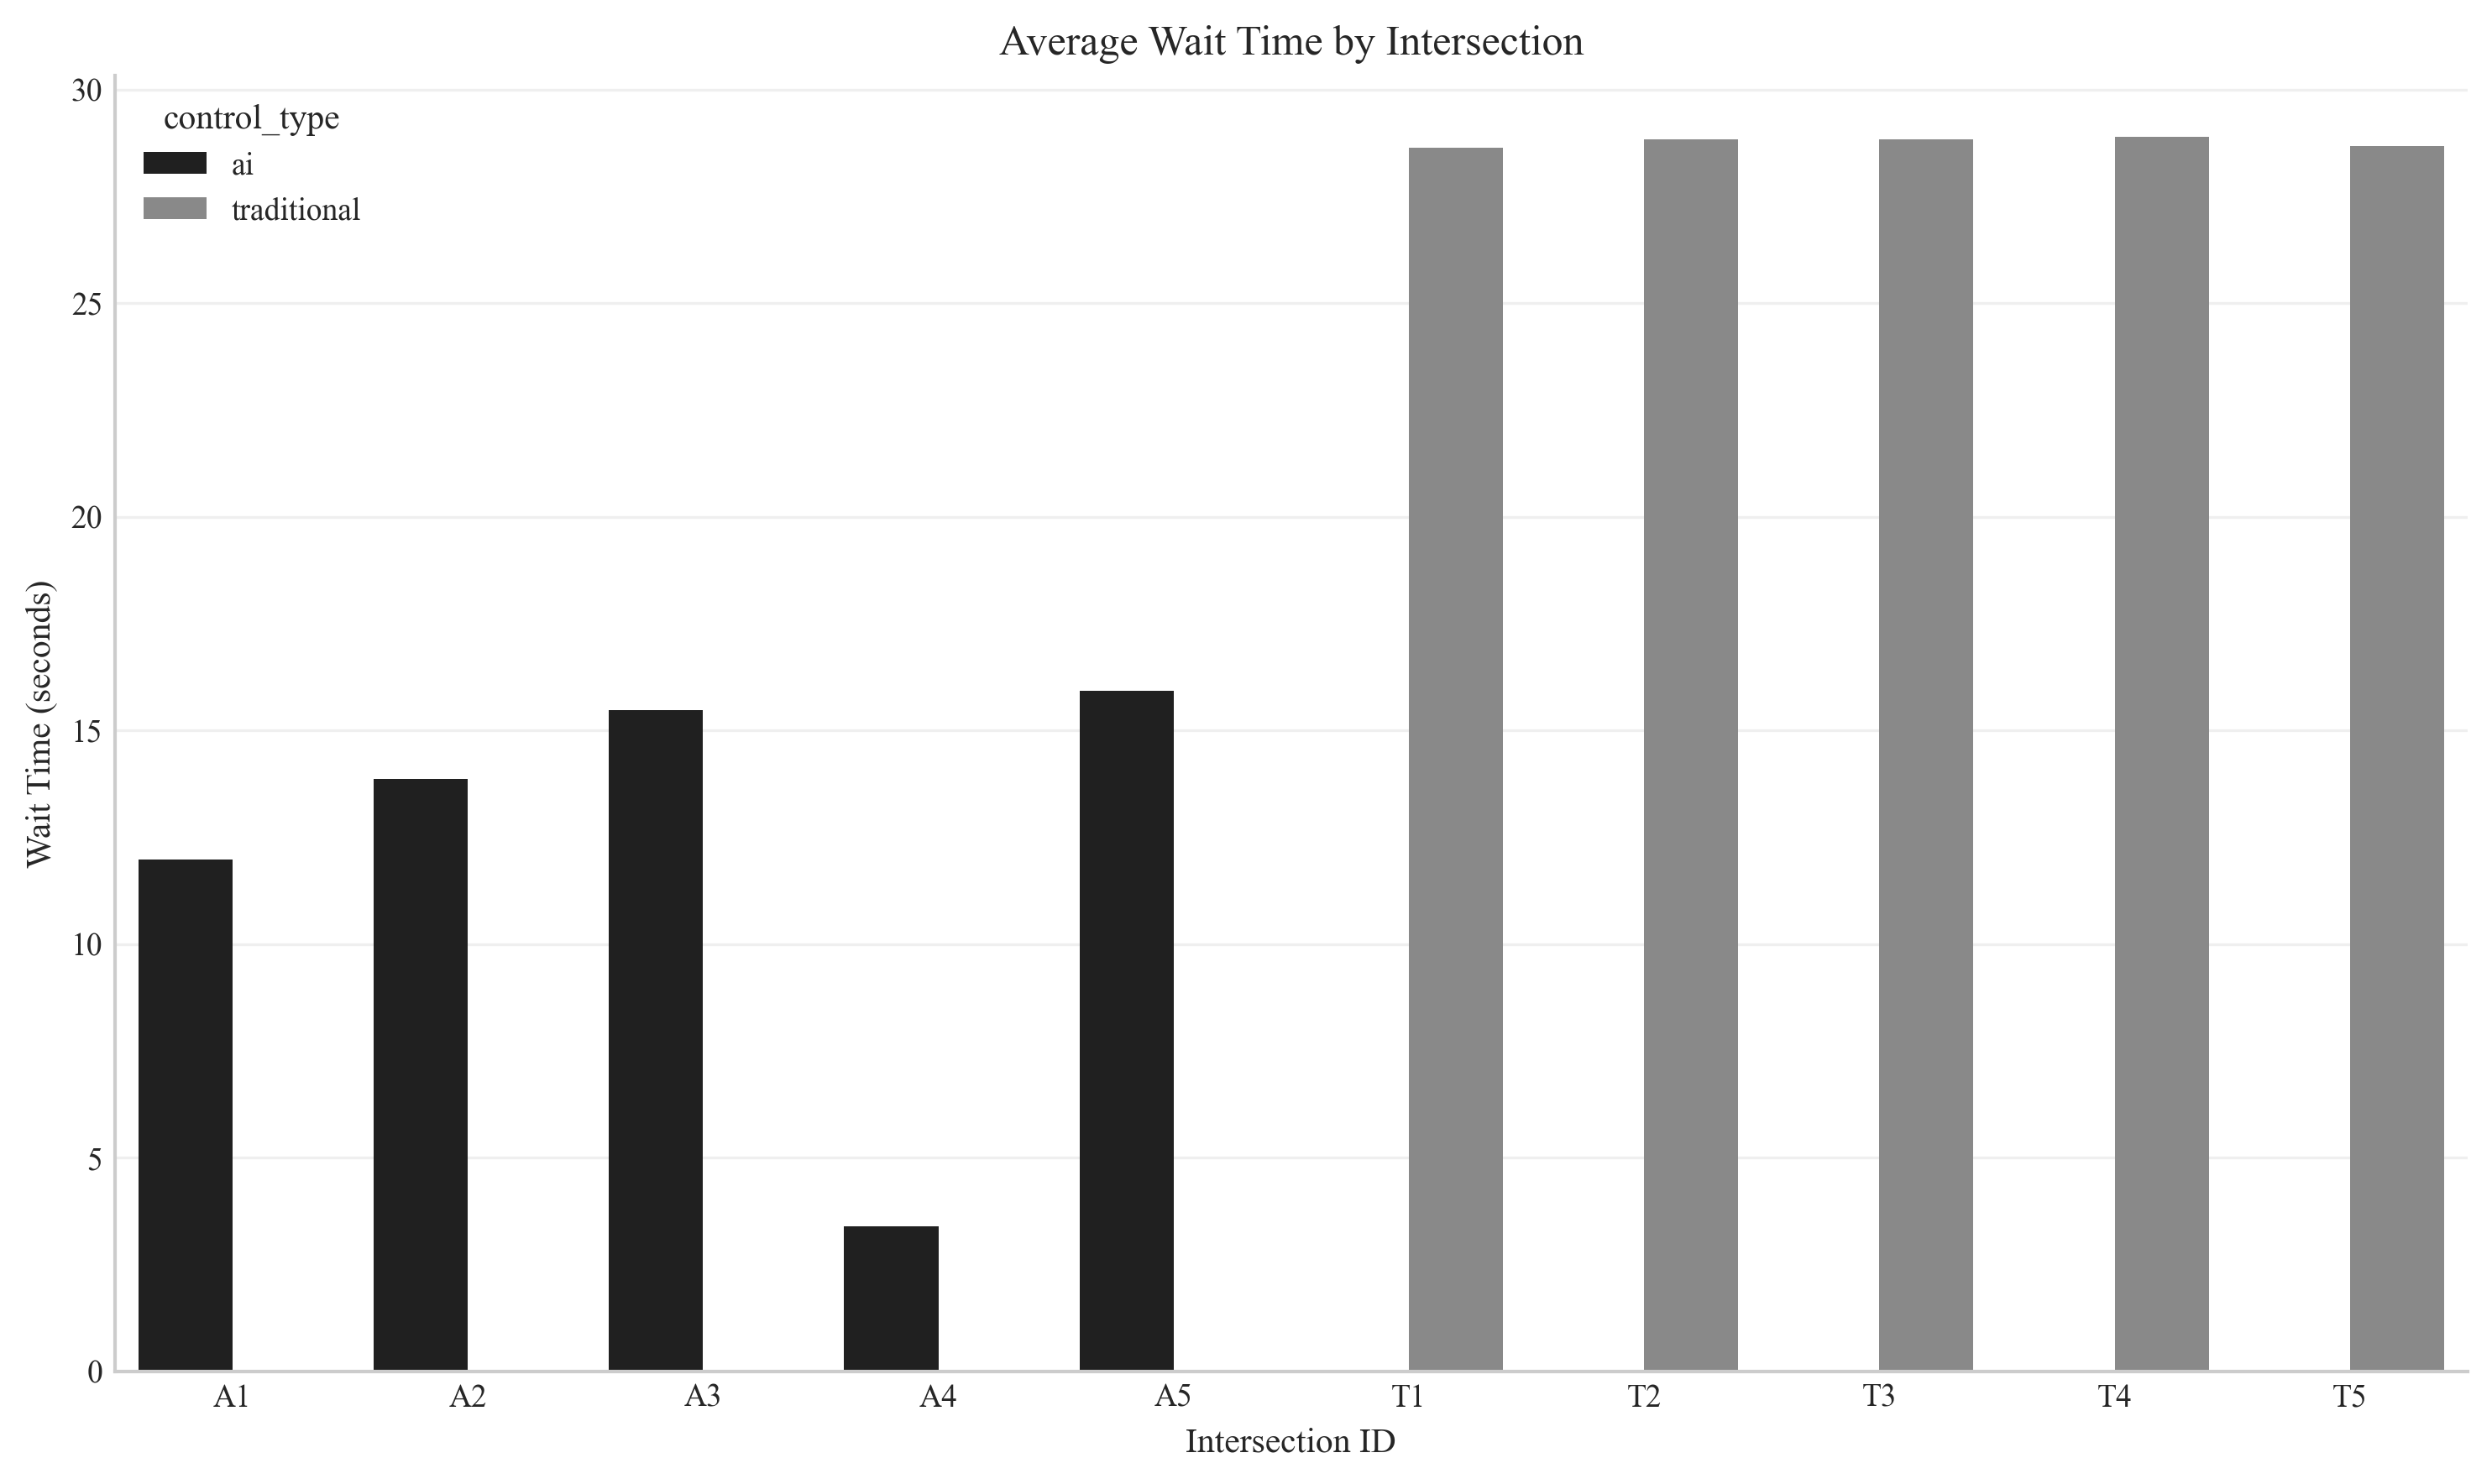 Average Wait Time by Intersection
30
control_type
ai
traditional
25
20
15
10
5
0
Wait Time (seconds)
A1 A2 A3 A4 A5 T1 T2 T3 T4 T5
Intersection ID